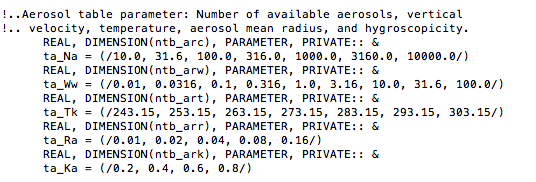 !..Aerosol table parameter: Number of available aerosols, vertical
!.. velocity, temperature, aerosol mean radius, and hygroscopicity.
REAL, DIMENSION(ntb_arc), PARAMETER, PRIVATE:: &
ta_Na = (/10.0, 31.6, 100.0, 316.0, 1000.0, 3160.0, 10000.0/)
REAL, DIMENSION(ntb_arw), PARAMETER, PRIVATE:: &
ta_Ww = (/0.01, 0.0316, 0.1, 0.316, 1.0, 3.16, 10.0, 31.6, 100.0/)
REAL, DIMENSION(ntb_art), PARAMETER, PRIVATE:: &
ta_Tk = (/243.15, 253.15, 263.15, 273.15, 283.15, 293.15, 303.15/)
REAL, DIMENSION(ntb_arr), PARAMETER, PRIVATE:: &
ta_Ra = (/0.01, 0.02, 0.04, 0.08, 0.16/)
REAL, DIMENSION(ntb_ark), PARAMETER, PRIVATE:: &
ta_Ka = (/0.2, 0.4, 0.6, 0.8/)